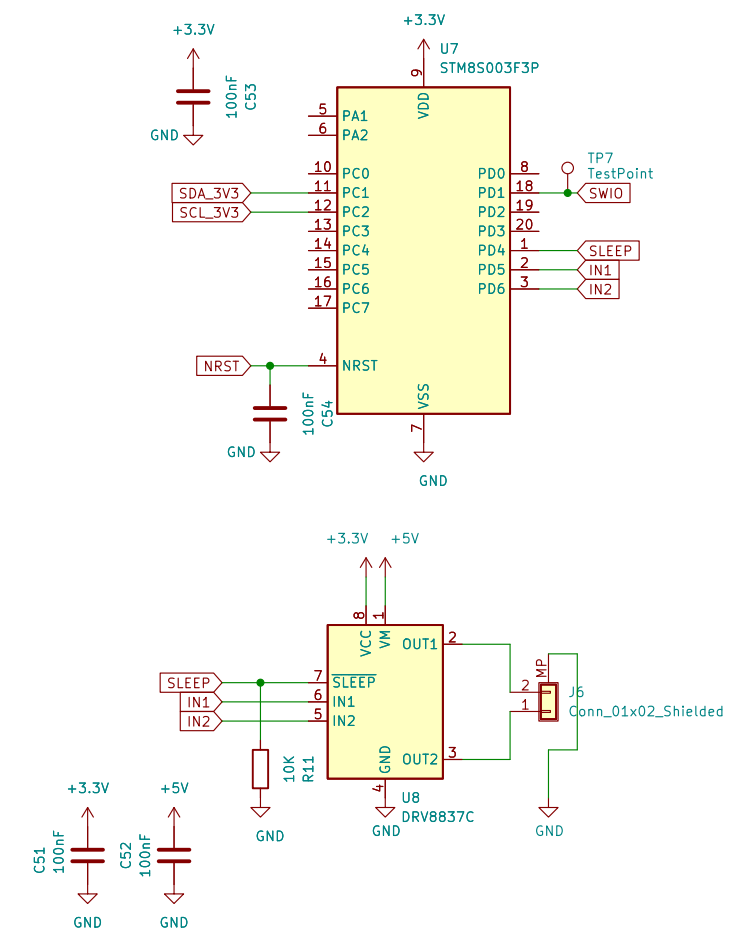 +3.3V
100nF
C53
GND
+3.3V
U7
STM8S003F3P
9
VDD
5 PA1
6 PA2
10 PC0
SDA_3V3 11 PC1
SCL_3V3 12 PC2
13 PC3
14 PC4
15 PC5
16 PC6
17 PC7
NRST 4 NRST
PD0 8
PD1 18 SWIO
PD2 19
PD3 20
PD4 1 SLEEP
PD5 2 IN1
PD6 3 IN2
TP7
TestPoint
VSS
7
GND
100nF
C54
GND
+3.3V +5V
8 1
VCC VM
OUT1 2
SLEEP 7 SLEEP
IN1 6 IN1
IN2 5 IN2
OUT2 3
GND
4
GND
U8
DRV8837C
10K
R11
GND
MP
2
1
J6
Conn_01x02_Shielded
GND
+3.3V
C51
100nF
GND
+5V
C52
100nF
GND